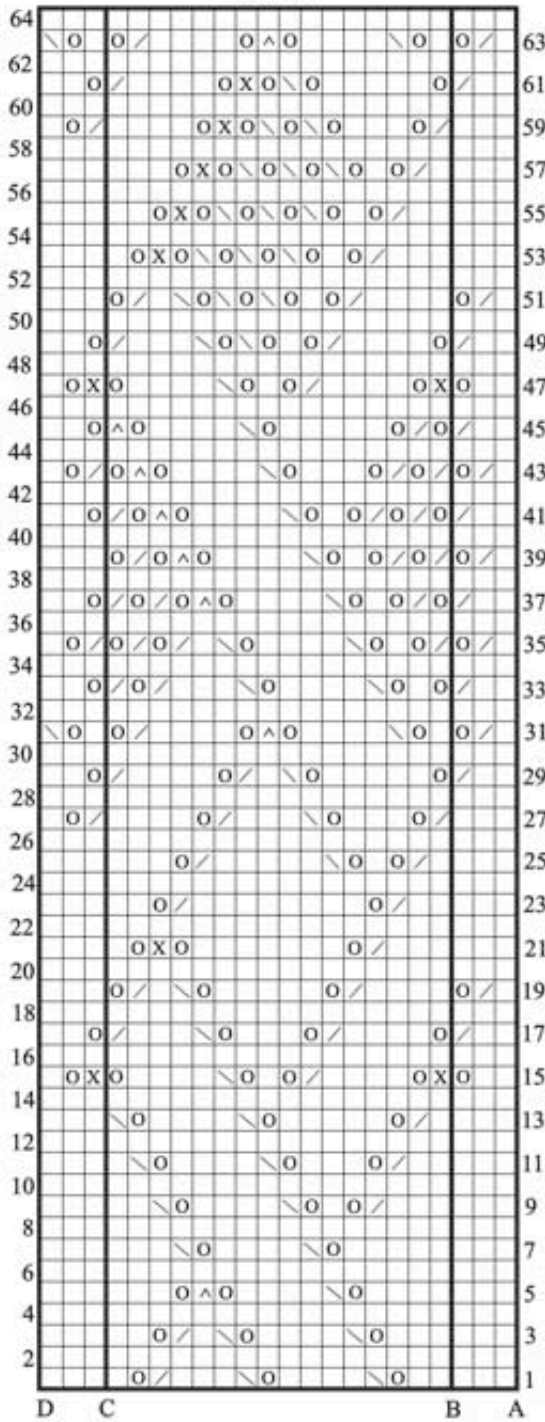 64
\ O O / O ^ O \ O O / 63
62
O / O X O \ O O / 61
60
O / O X O \ O \ O O / 59
58
O X O \ O \ O \ O O / 57
56
O X O \ O \ O \ O O / 55
54
O X O \ O \ O \ O O / 53
52
O / \ O \ O \ O O / O / 51
50
O / \ O \ O O / O / 49
48
O X O \ O O / O X O 47
46
O ^ O \ O O / O / 45
44
O / O ^ O \ O O / O / O / 43
42
O / O ^ O \ O O / O / O / 41
40
O / O ^ O \ O O / O / O / 39
38
O / O / O ^ O \ O O / O / 37
36
O / O / O / \ O \ O O / O / 35
34
O / O / \ O \ O O / 33
32
\ O O / O ^ O \ O O / 31
30
O / O / \ O O / 29
28
O / O / \ O O / 27
26
O / \ O O / 25
24
O / O / 23
22
O X O O / 21
20
O / \ O O / O / 19
18
O / \ O O / O / 17
16
O X O \ O O / O X O 15
14
\ O \ O O / 13
12
\ O \ O O / 11
10
\ O \ O O / 9
8
\ O \ O 7
6
O ^ O \ O 5
4
O / \ O \ O 3
2
O / \ O \ O 1
D C B A